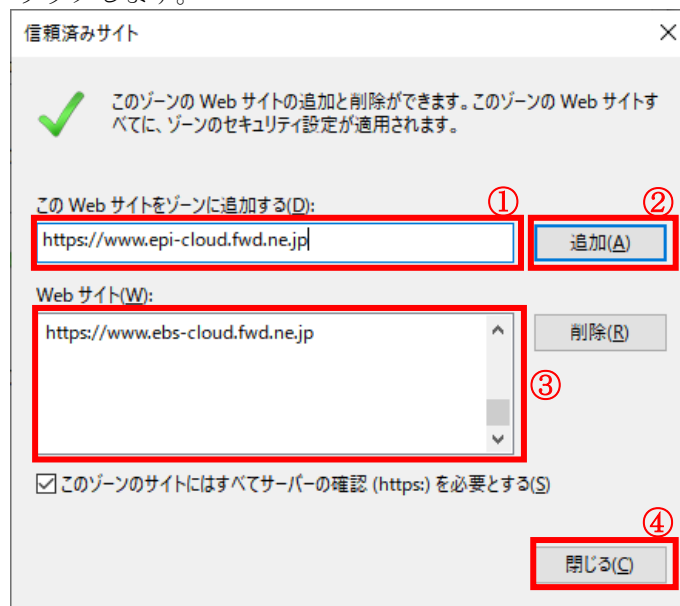 クリックします。
信頼済みサイト
このゾーンの Web サイトの追加と削除ができます。このゾーンの Web サイトす
べてに、ゾーンのセキュリティ設定が適用されます。
この Web サイトをゾーンに追加する(D):
①
②
https://www.epi-cloud.fwd.ne.jp
追加(A)
Web サイト(W):
https://www.ebs-cloud.fwd.ne.jp
削除(R)
③
このゾーンのサイトにはすべてサーバーの確認 (https:) を必要とする(S)
④
閉じる(C)